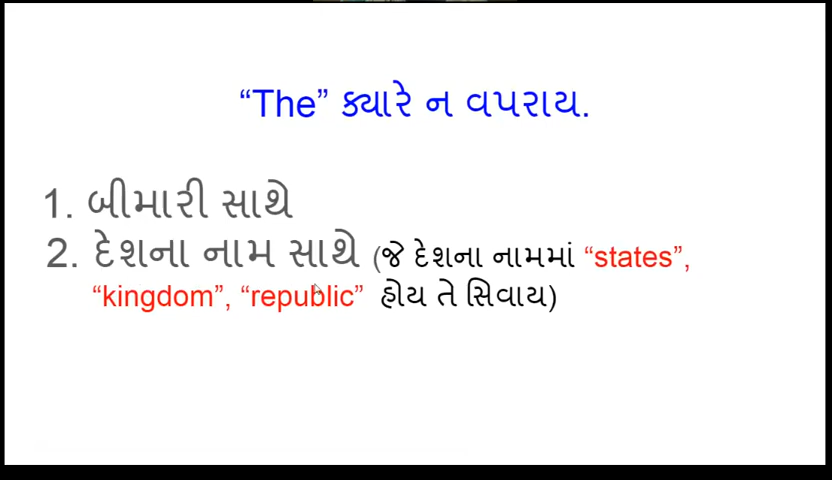 “The” ક્યારે ન વપરાય.
1. બીમારી સાથે
2. દેશના નામ સાથે (જે દેશના નામમાં “states”,
“kingdom”, “republic” હોય તે સિવાય)